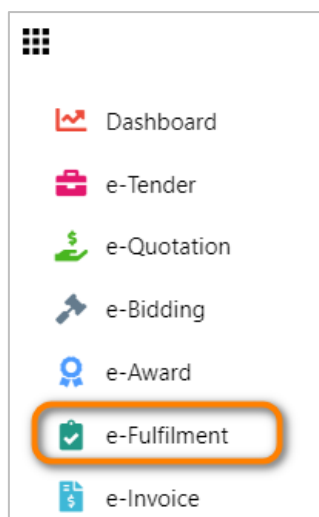 Dashboard
e-Tender
e-Quotation
e-Bidding
e-Award
e-Fulfilment
e-Invoice